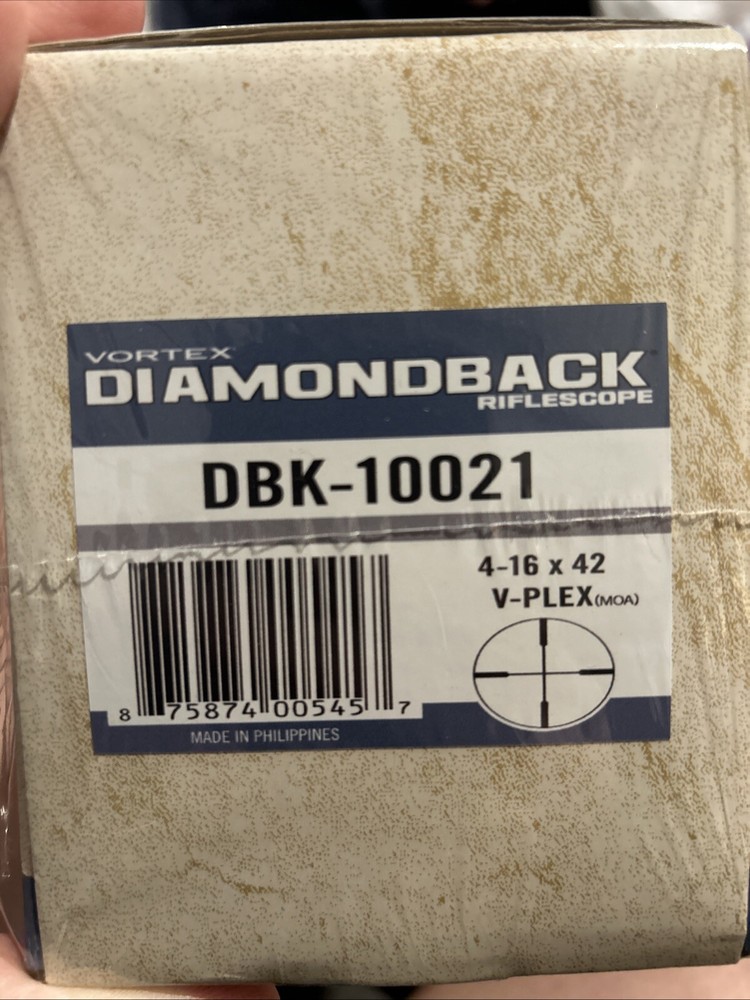 VORTEX
DIAMONDBACK
RIFLESCOPE
DBK-10021
4-16 x 42
V-PLEX(MOA)
8 75874 00545 7
MADE IN PHILIPPINES